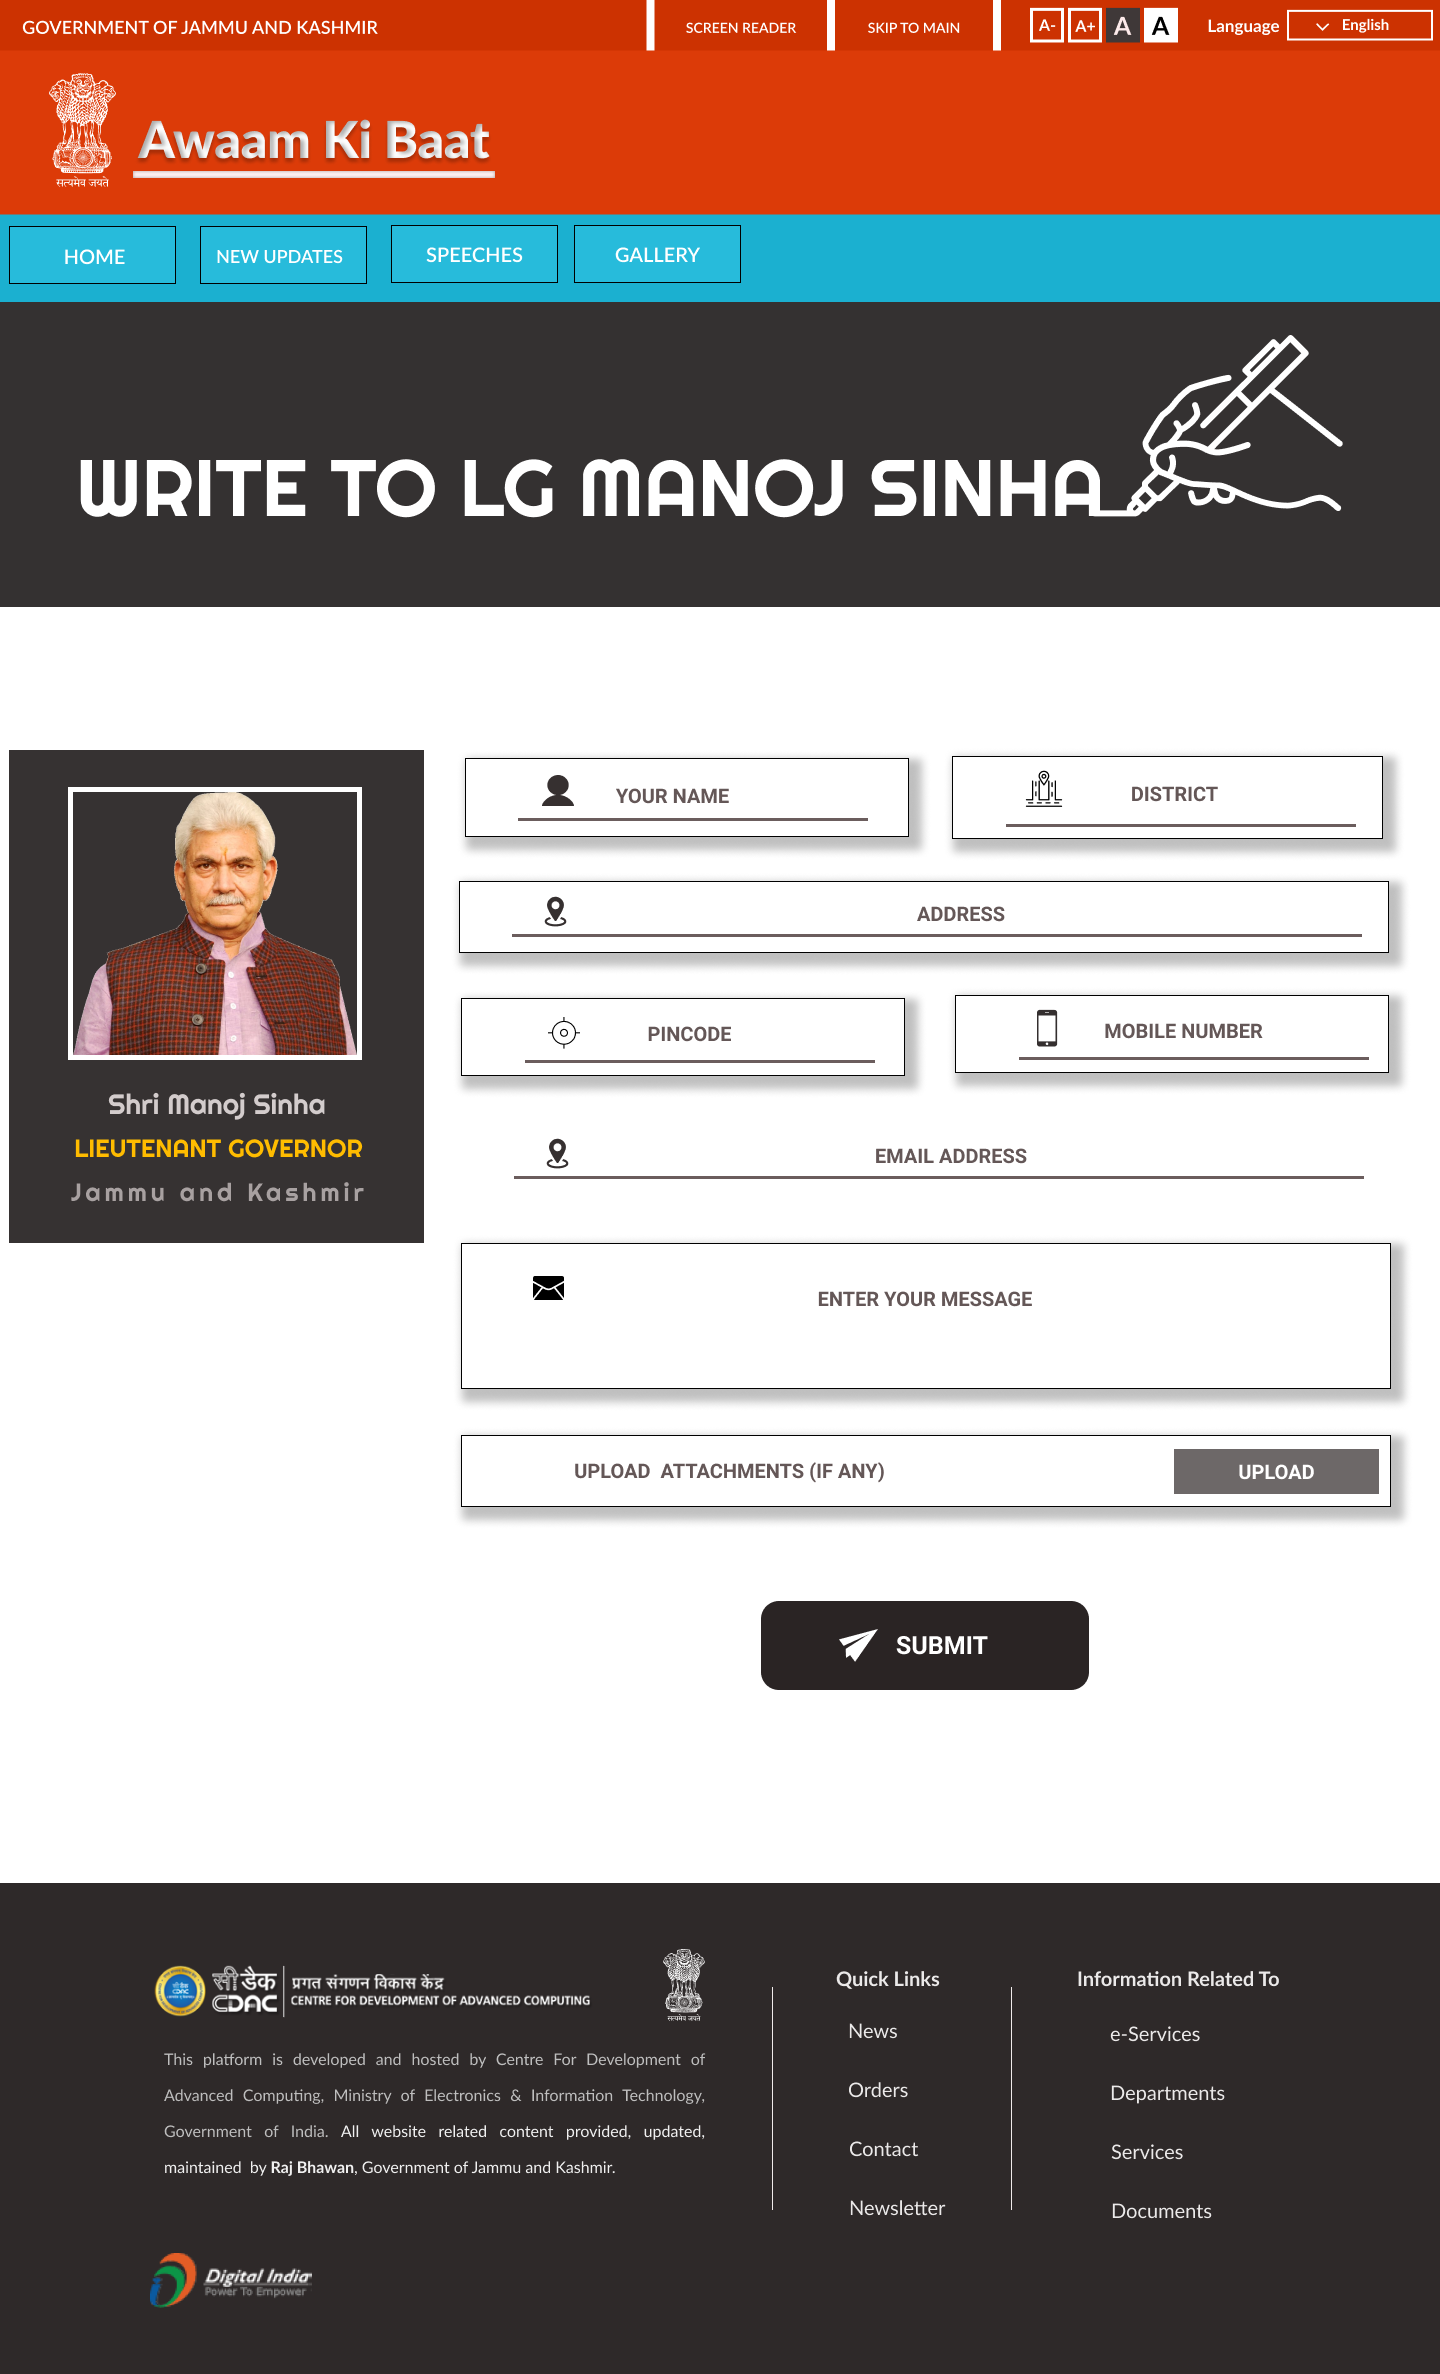 GOVERNMENT OF JAMMU AND KASHMIR
SCREEN READER
SKIP TO MAIN
A-
A+
A
A
Language
English
सत्यमेव जयते
Awaam Ki Baat
HOME
NEW UPDATES
SPEECHES
GALLERY
WRITE TO LG MANOJ SINHA
YOUR NAME
DISTRICT
ADDRESS
PINCODE
MOBILE NUMBER
EMAIL ADDRESS
ENTER YOUR MESSAGE
UPLOAD ATTACHMENTS (IF ANY)
UPLOAD
SUBMIT
Shri Manoj Sinha
LIEUTENANT GOVERNOR
Jammu and Kashmir
सी डैक
CDAC
प्रगत संगणन विकास केंद्र
CENTRE FOR DEVELOPMENT OF ADVANCED COMPUTING
सत्यमेव जयते
This platform is developed and hosted by Centre For Development of
Advanced Computing, Ministry of Electronics & Information Technology,
Government of India. All website related content provided, updated,
maintained by Raj Bhawan, Government of Jammu and Kashmir.
Digital India
Power To Empower
Quick Links
News
Orders
Contact
Newsletter
Information Related To
e-Services
Departments
Services
Documents